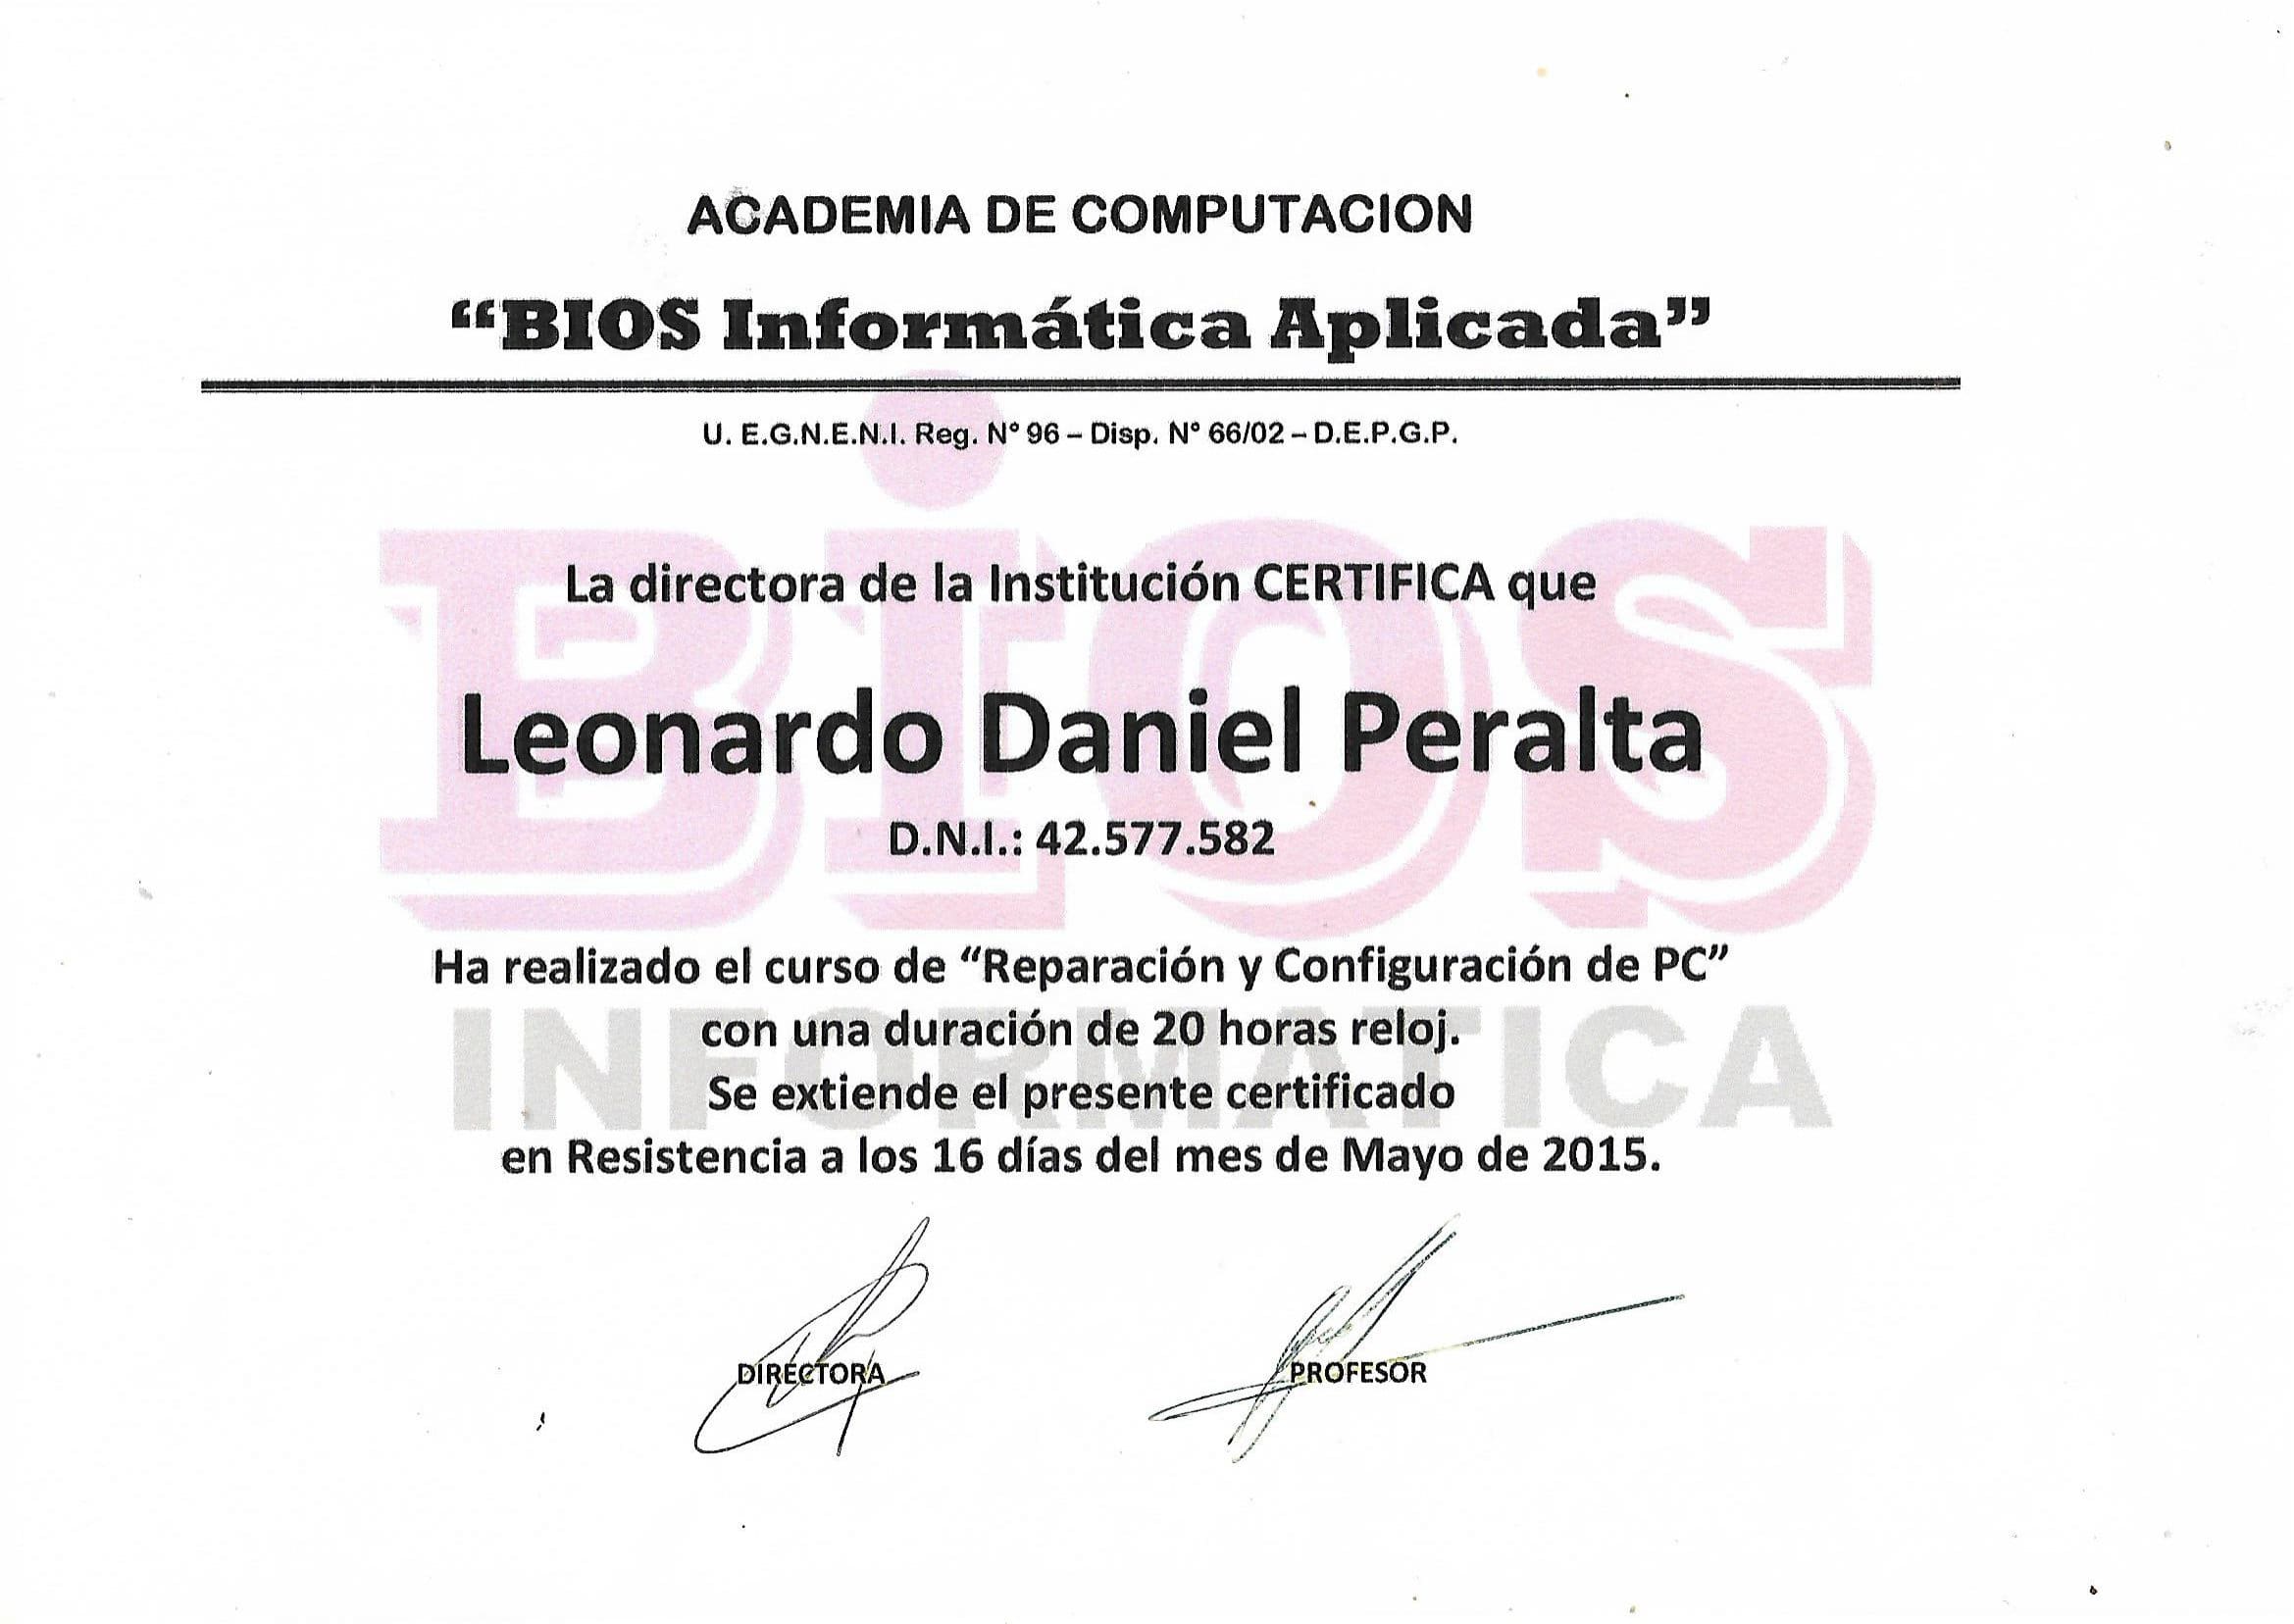 ACADEMIA DE COMPUTACION
“BIOS Informática Aplicada”
U. E.G.N.E.N.I. Reg. N° 96 – Disp. N° 66/02 – D.E.P.G.P.
BiOS
La directora de la Institución CERTIFICA que
Leonardo Daniel Peralta
D.N.I.: 42.577.582
Ha realizado el curso de “Reparación y Configuración de PC”
INFORMATICA
con una duración de 20 horas reloj.
Se extiende el presente certificado
en Resistencia a los 16 días del mes de Mayo de 2015.
DIRECTORA
PROFESOR